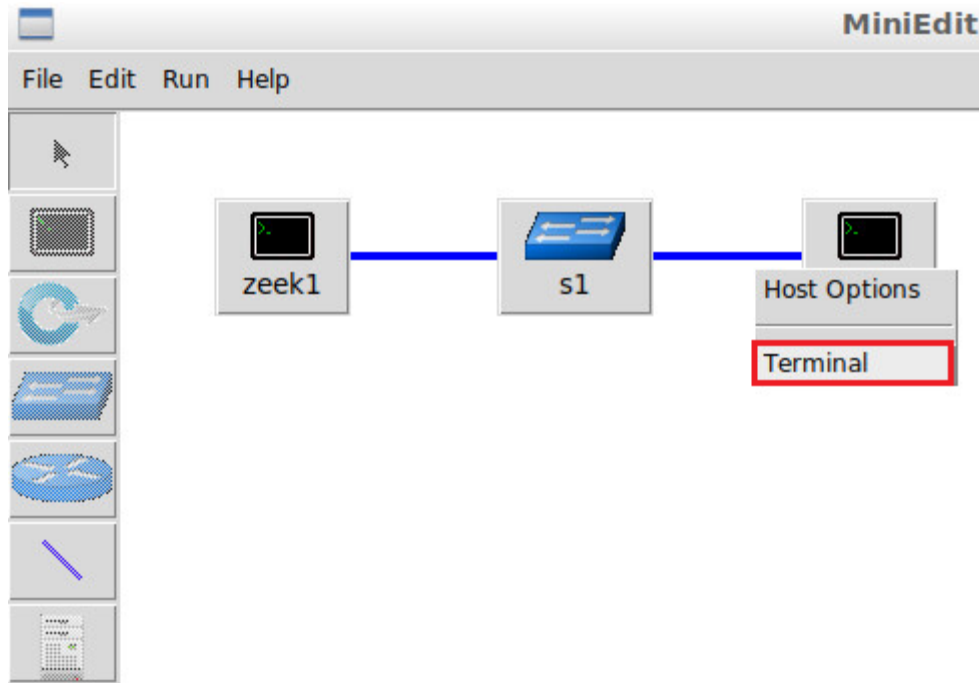 MiniEdit
File Edit Run Help
zeek1
s1
Host Options
Terminal